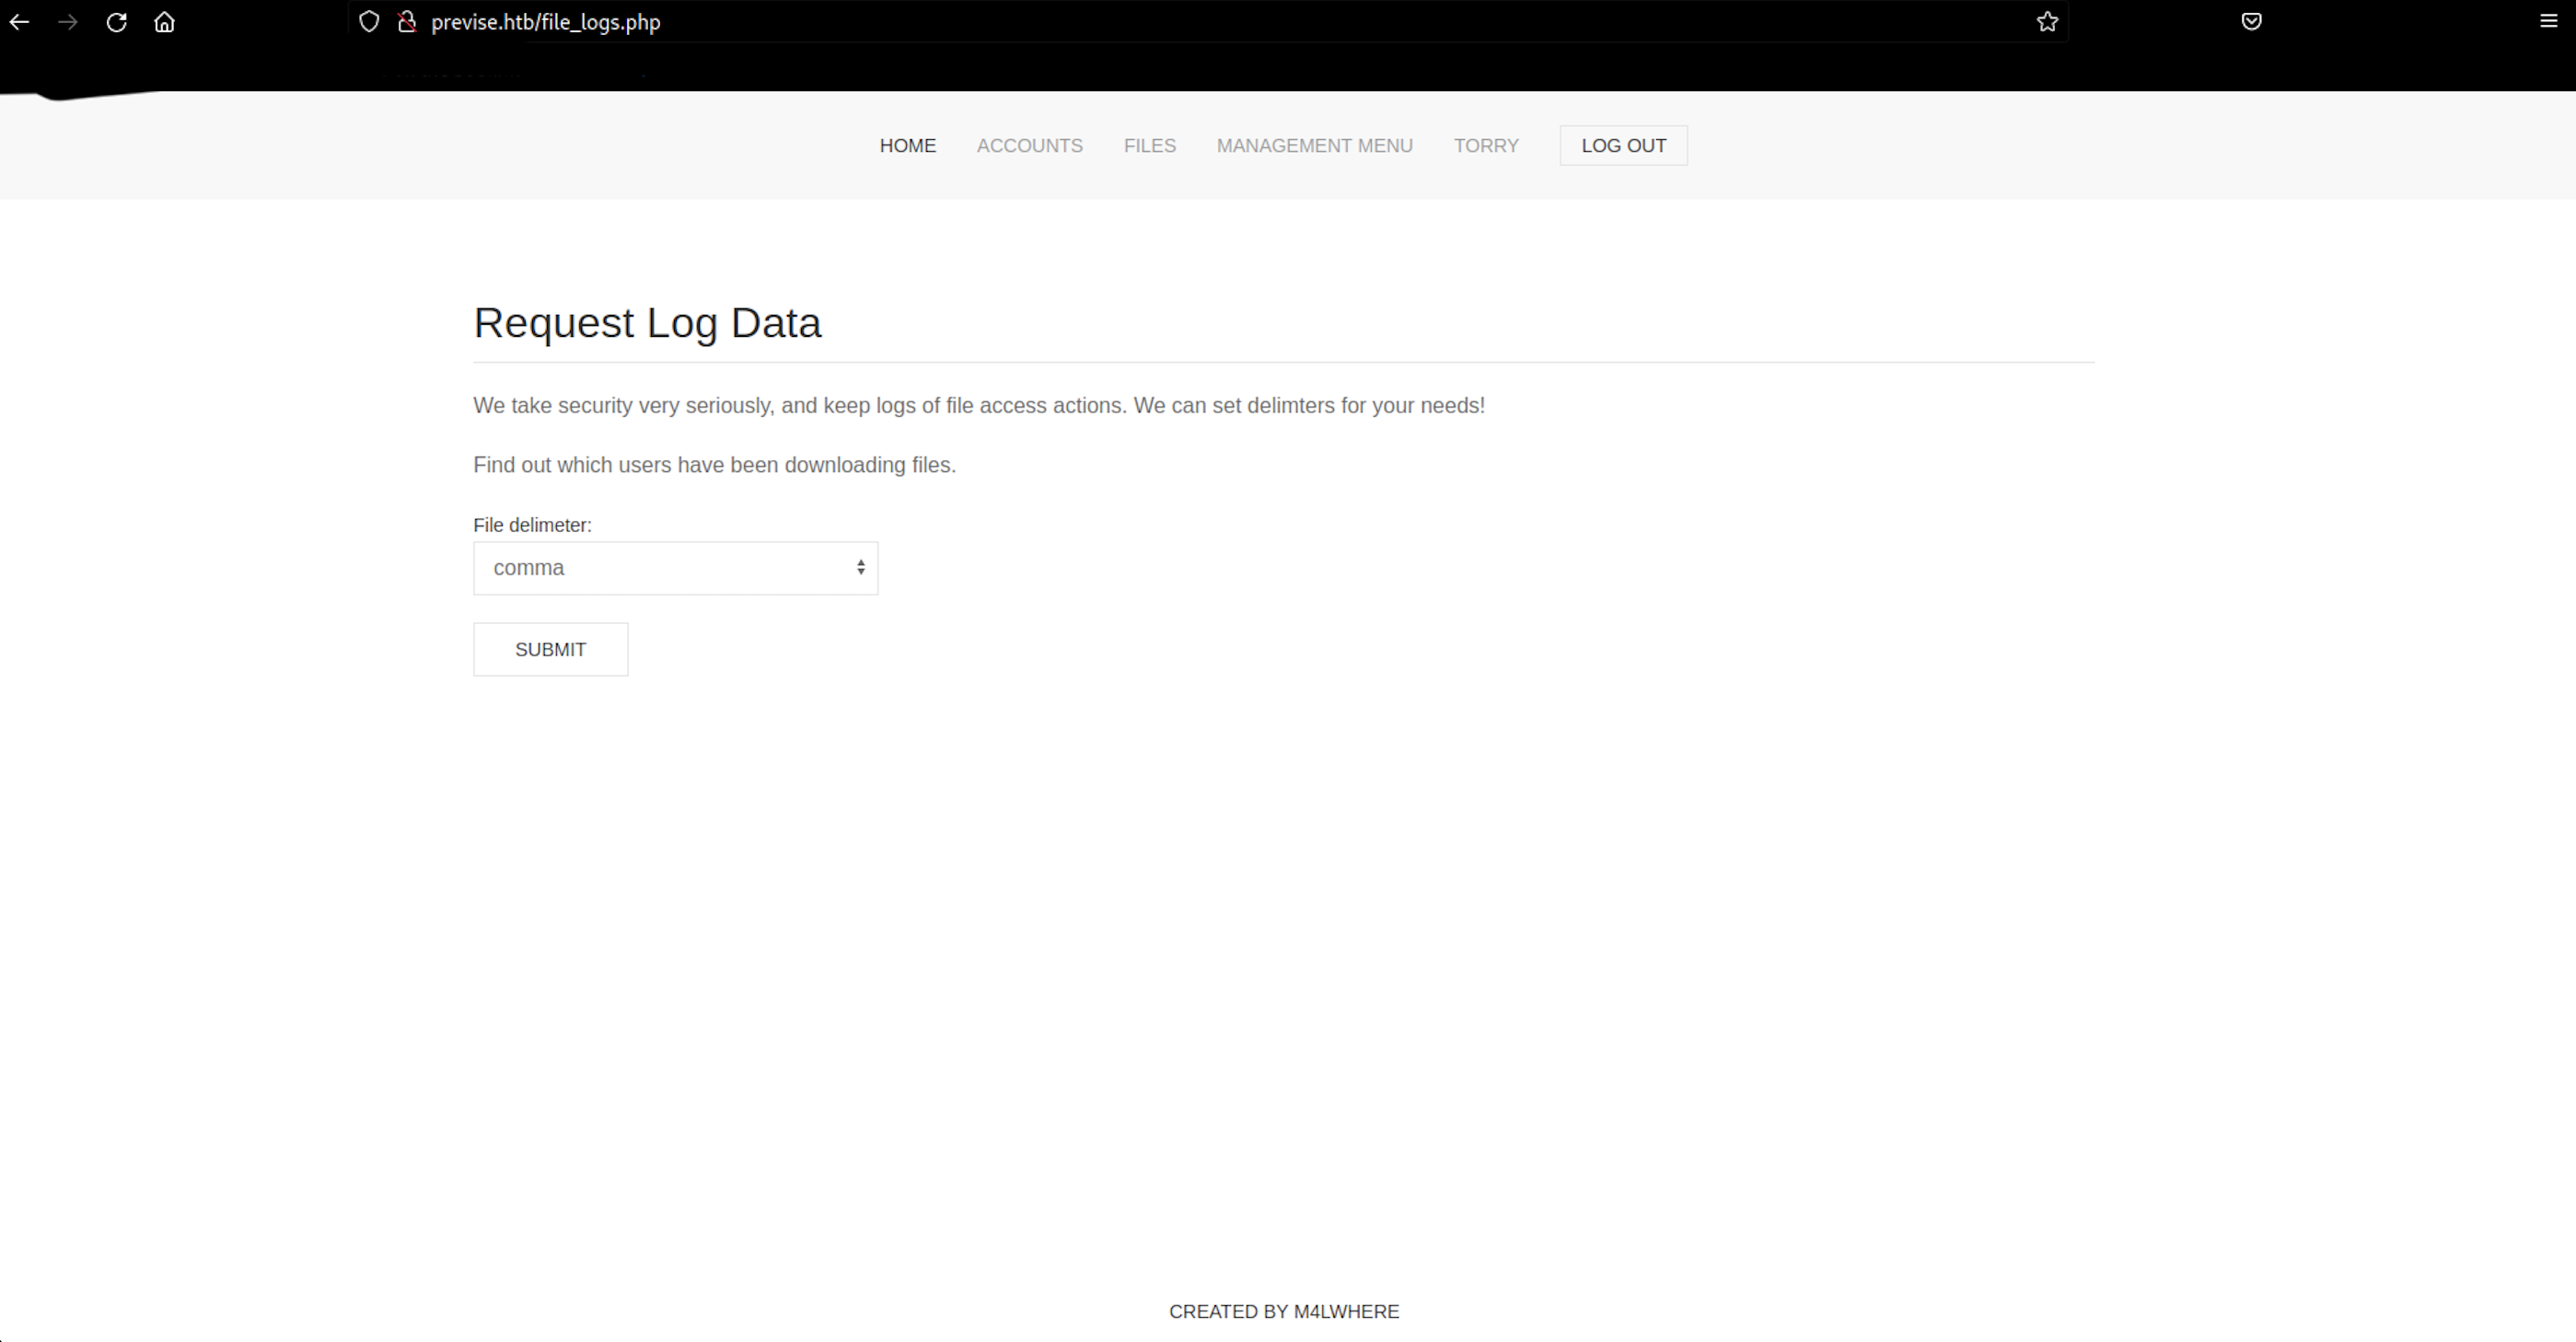 previse.htb/file_logs.php
HOME ACCOUNTS FILES MANAGEMENT MENU TORRY LOG OUT
Request Log Data
We take security very seriously, and keep logs of file access actions. We can set delimters for your needs!
Find out which users have been downloading files.
File delimeter:
comma
SUBMIT
CREATED BY M4LWHERE